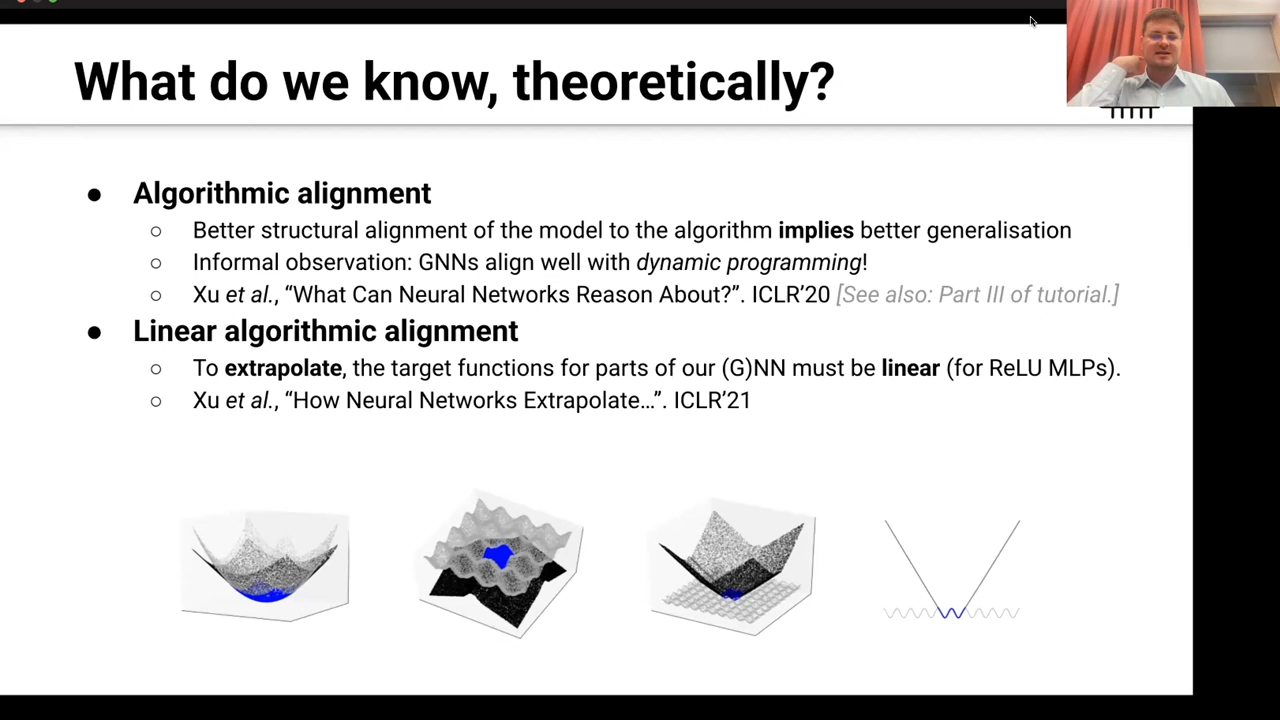 What do we know, theoretically?
● Algorithmic alignment
○ Better structural alignment of the model to the algorithm implies better generalisation
○ Informal observation: GNNs align well with dynamic programming!
○ Xu et al., “What Can Neural Networks Reason About?”. ICLR’20 [See also: Part III of tutorial.]
● Linear algorithmic alignment
○ To extrapolate, the target functions for parts of our (G)NN must be linear (for ReLU MLPs).
○ Xu et al., “How Neural Networks Extrapolate…”. ICLR’21